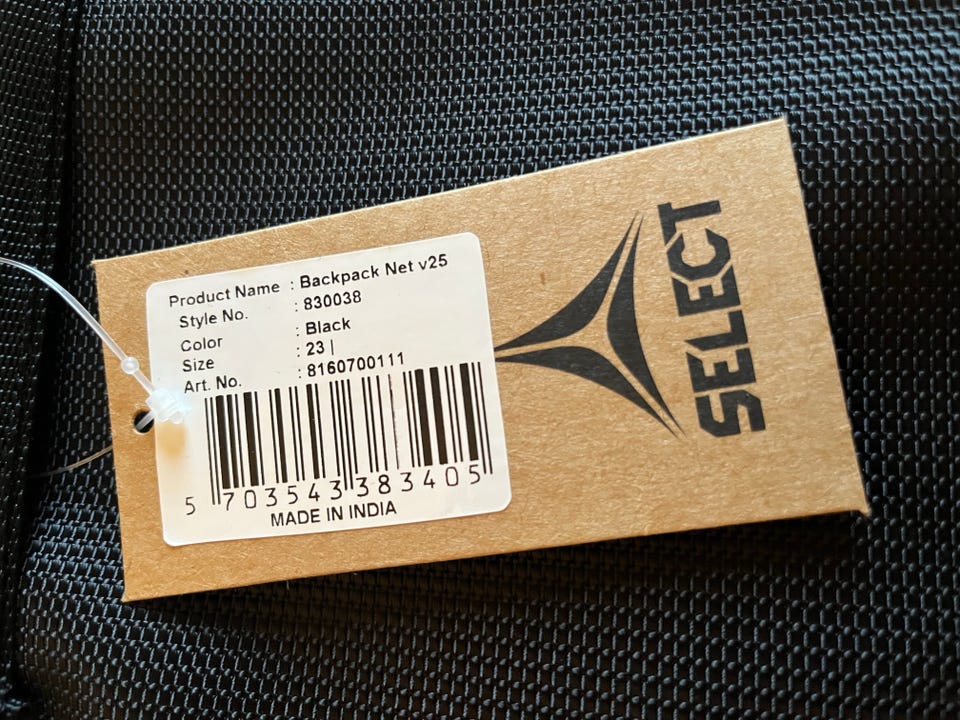 Product Name : Backpack Net v25
Style No. : 830038
Color : Black
Size : 23 |
Art. No. : 8160700111
5 703543 383405
MADE IN INDIA
SELECT